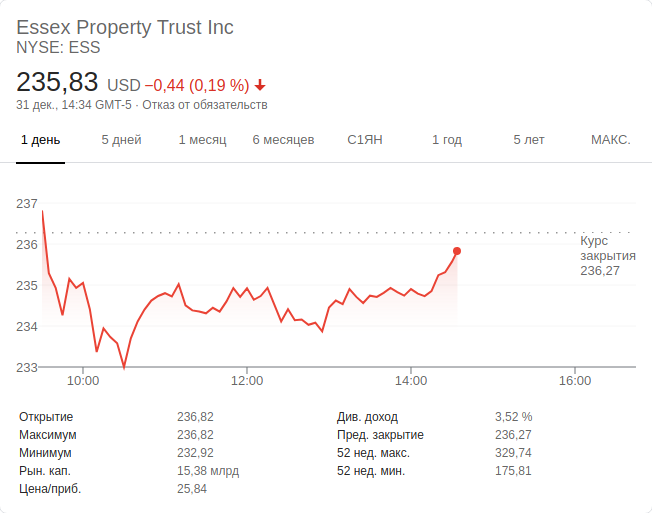 Essex Property Trust Inc
NYSE: ESS
235,83 USD −0,44 (0,19 %)
31 дек., 14:34 GMT-5 · Отказ от обязательств
1 день 5 дней 1 месяц 6 месяцев С1ЯН 1 год 5 лет МАКС.
237
236
235
234
233
Курс
закрытия
236,27
10:00 12:00 14:00 16:00
Открытие 236,82 Див. доход 3,52 %
Максимум 236,82 Пред. закрытие 236,27
Минимум 232,92 52 нед. макс. 329,74
Рын. кап. 15,38 млрд 52 нед. мин. 175,81
Цена/приб. 25,84